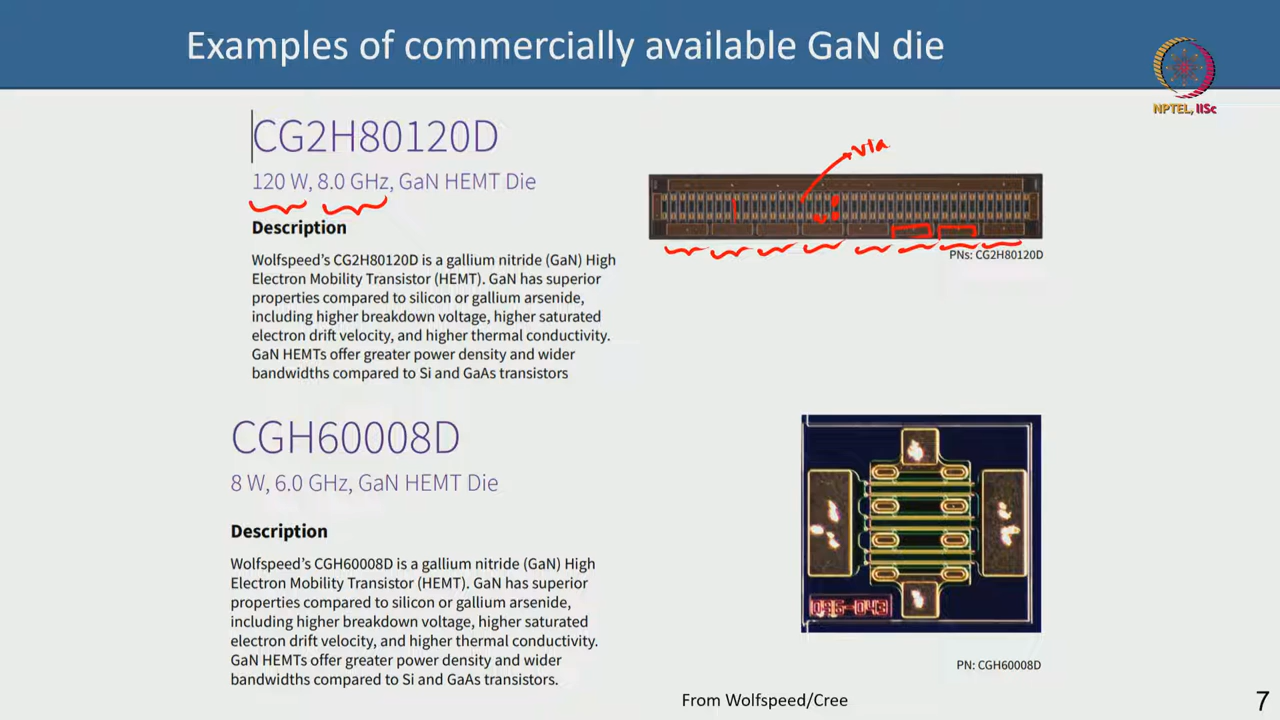 Examples of commercially available GaN die
NPTEL, IISc
CG2H80120D
120 W, 8.0 GHz, GaN HEMT Die
via
Description
Wolfspeed’s CG2H80120D is a gallium nitride (GaN) High
Electron Mobility Transistor (HEMT). GaN has superior
properties compared to silicon or gallium arsenide,
including higher breakdown voltage, higher saturated
electron drift velocity, and higher thermal conductivity.
GaN HEMTs offer greater power density and wider
bandwidths compared to Si and GaAs transistors
PNs: CG2H80120D
CGH60008D
8 W, 6.0 GHz, GaN HEMT Die
Description
Wolfspeed’s CGH60008D is a gallium nitride (GaN) High
Electron Mobility Transistor (HEMT). GaN has superior
properties compared to silicon or gallium arsenide,
including higher breakdown voltage, higher saturated
electron drift velocity, and higher thermal conductivity.
GaN HEMTs offer greater power density and wider
bandwidths compared to Si and GaAs transistors.
PN: CGH60008D
From Wolfspeed/Cree
7